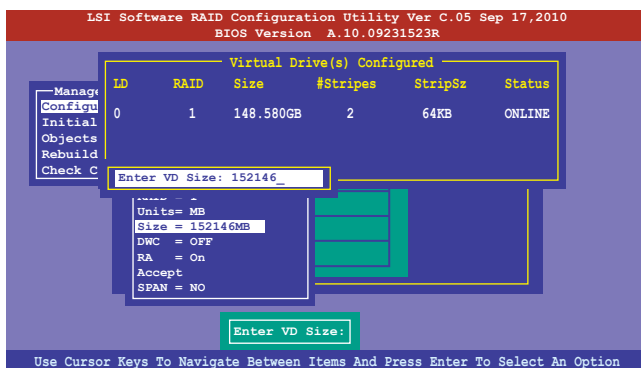 LSI Software RAID Configuration Utility Ver C.05 Sep 17,2010
BIOS Version A.10.09231523R
Virtual Drive(s) Configured
LD RAID Size #Stripes StripSz Status
0 1 148.580GB 2 64KB ONLINE
Manage
Configu
Initial
Objects
Rebuild
Check C
Enter VD Size: 152146_
Units= MB
Size = 152146MB
DWC = OFF
RA = On
Accept
SPAN = NO
Enter VD Size:
Use Cursor Keys To Navigate Between Items And Press Enter To Select An Option